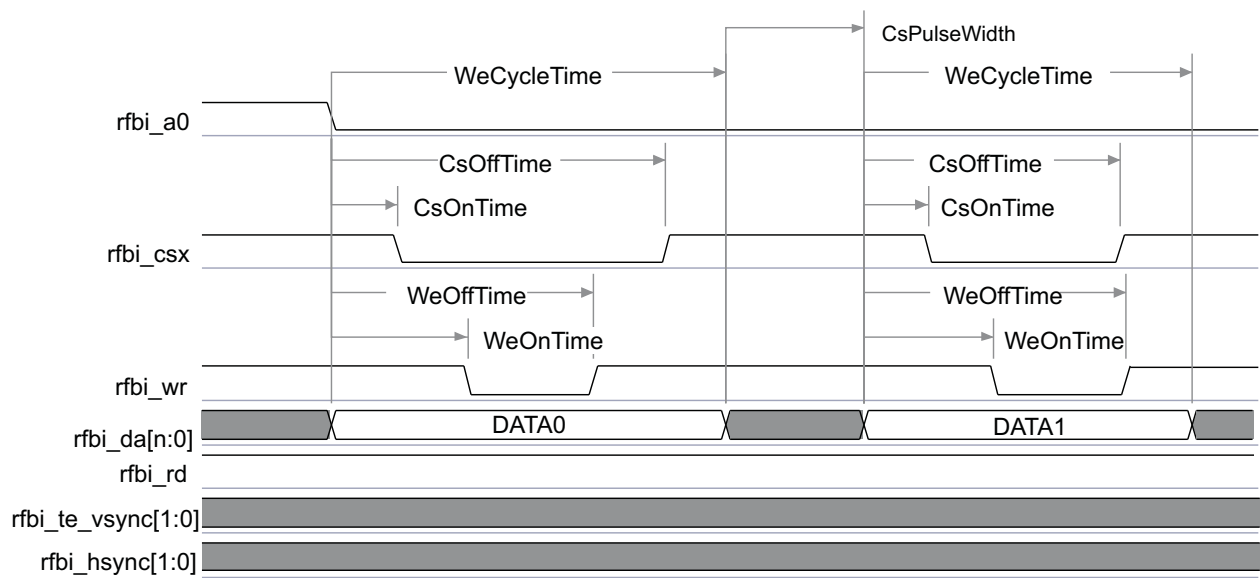 CsPulseWidth
WeCycleTime WeCycleTime
rfbi_a0
CsOffTime CsOffTime
CsOnTime CsOnTime
rfbi_csx
WeOffTime WeOffTime
WeOnTime WeOnTime
rfbi_wr
rfbi_da[n:0] DATA0 DATA1
rfbi_rd
rfbi_te_vsync[1:0]
rfbi_hsync[1:0]